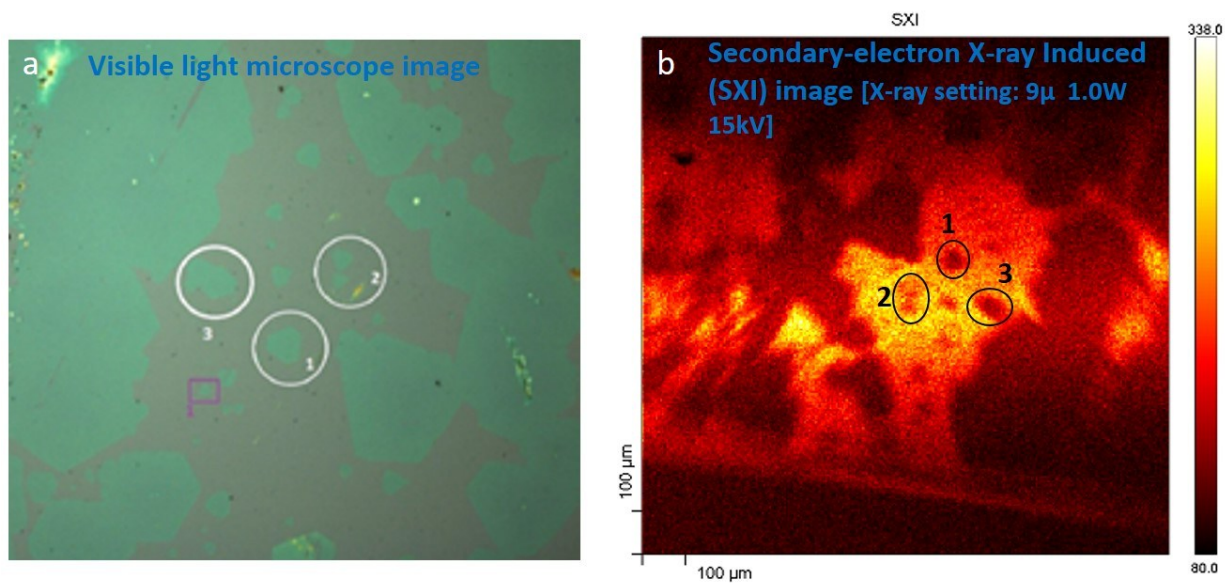 a Visible light microscope image
2
3
1
SXI
b Secondary-electron X-ray Induced
(SXI) image [X-ray setting: 9μ 1.0W
15kV]
1
2
3
338.0
80.0
100 μm
100 μm